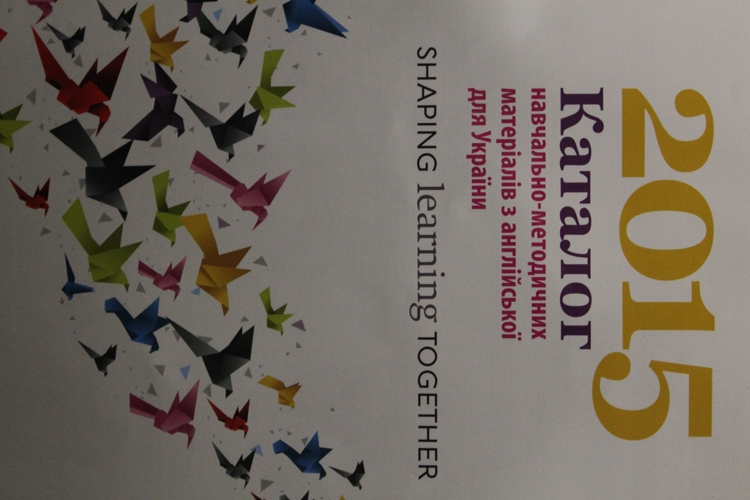 2015
Каталог
навчально-методичних
матеріалів з англійської
для України
SHAPING learning TOGETHER